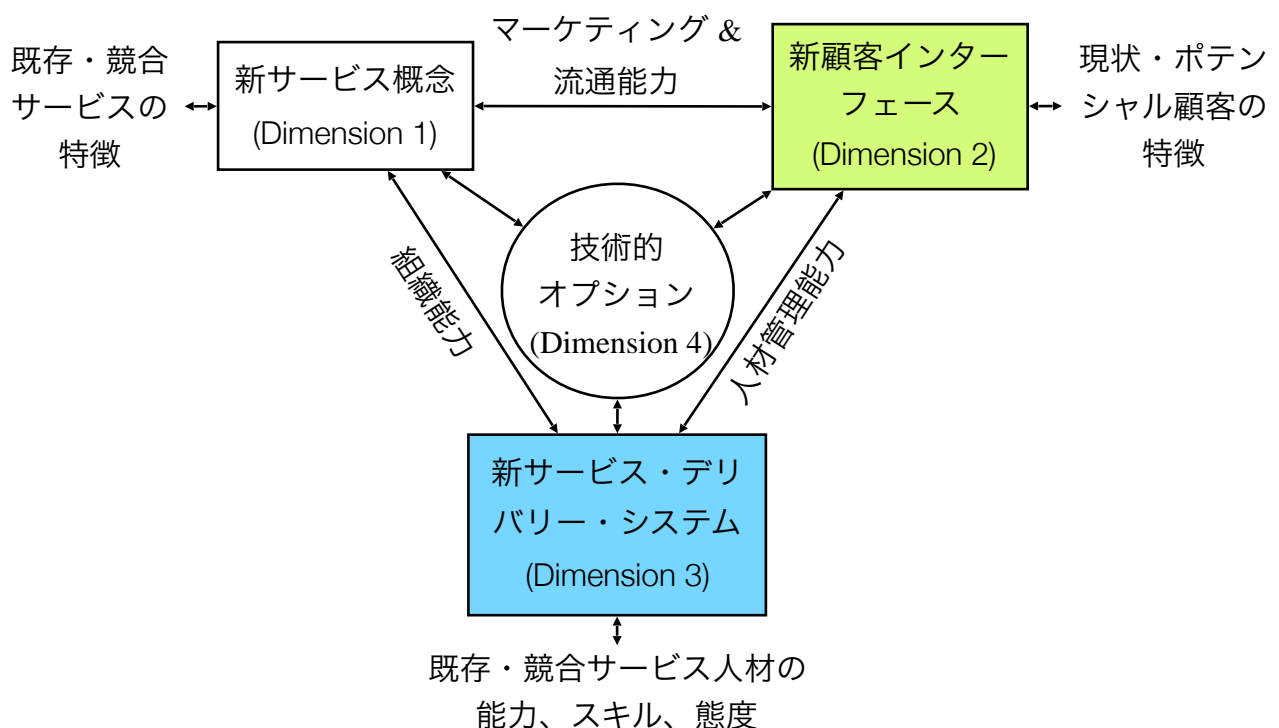 マーケティング &
流通能力
既存・競合
サービスの
特徴
新サービス概念
(Dimension 1)
新顧客インター
フェース
(Dimension 2)
現状・ポテン
シャル顧客の
特徴
組織能力
技術的
オプション
(Dimension 4)
人材管理能力
新サービス・デリ
バリー・システム
(Dimension 3)
既存・競合サービス人材の
能力、スキル、態度